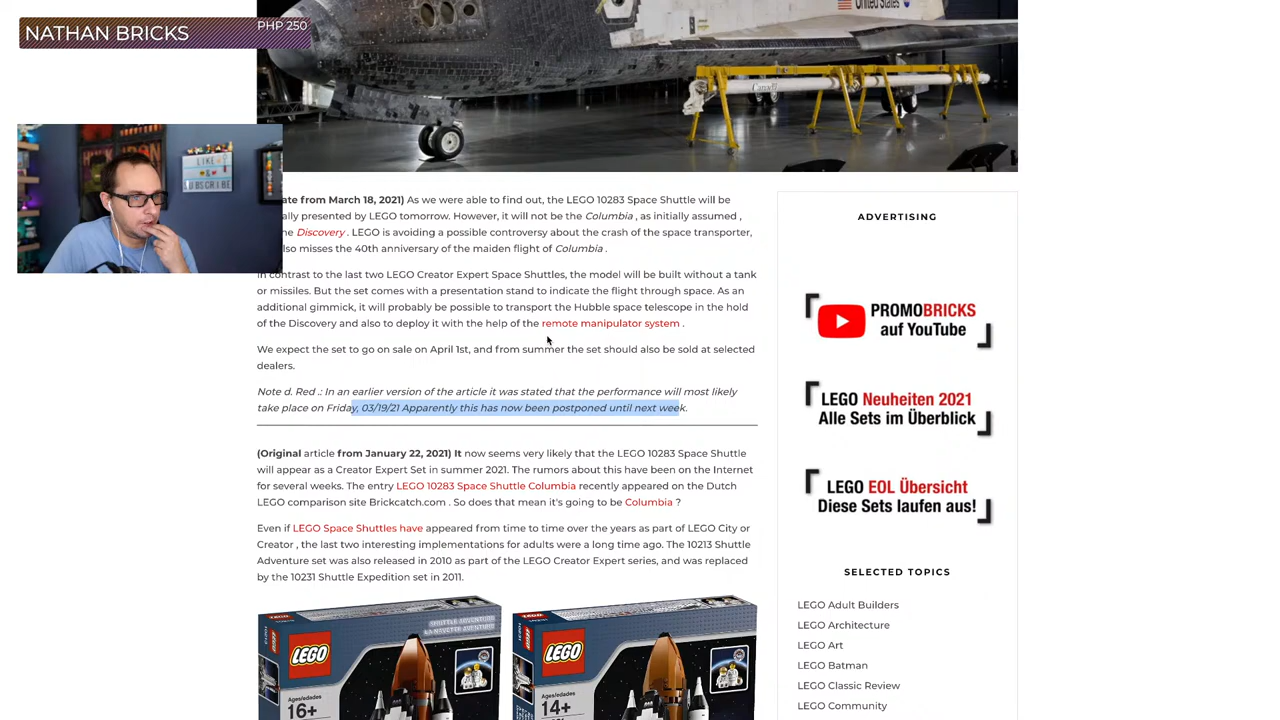 NATHAN BRICKS
PHP 250
United States
Canada
LIKE
&
SUBSCRIBE
ate from March 18, 2021) As we were able to find out, the LEGO 10283 Space Shuttle will be
ally presented by LEGO tomorrow. However, it will not be the Columbia , as initially assumed ,
ne Discovery . LEGO is avoiding a possible controversy about the crash of the space transporter,
lso misses the 40th anniversary of the maiden flight of Columbia .
In contrast to the last two LEGO Creator Expert Space Shuttles, the model will be built without a tank
or missiles. But the set comes with a presentation stand to indicate the flight through space. As an
additional gimmick, it will probably be possible to transport the Hubble space telescope in the hold
of the Discovery and also to deploy it with the help of the remote manipulator system .
We expect the set to go on sale on April 1st, and from summer the set should also be sold at selected
dealers.
Note d. Red .: In an earlier version of the article it was stated that the performance will most likely
take place on Friday, 03/19/21 Apparently this has now been postponed until next week.
(Original article from January 22, 2021) It now seems very likely that the LEGO 10283 Space Shuttle
will appear as a Creator Expert Set in summer 2021. The rumors about this have been on the Internet
for several weeks. The entry LEGO 10283 Space Shuttle Columbia recently appeared on the Dutch
LEGO comparison site Brickcatch.com . So does that mean it's going to be Columbia ?
Even if LEGO Space Shuttles have appeared from time to time over the years as part of LEGO City or
Creator , the last two interesting implementations for adults were a long time ago. The 10213 Shuttle
Adventure set was also released in 2010 as part of the LEGO Creator Expert series, and was replaced
by the 10231 Shuttle Expedition set in 2011.
LEGO
SHUTTLE ADVENTURE
LA NAVETTE AVENTURE
Ages/edades
16+
LEGO
Ages/edades
14+
ADVERTISING
PROMOBRICKS
auf YouTube
LEGO Neuheiten 2021
Alle Sets im Überblick
LEGO EOL Übersicht
Diese Sets laufen aus!
SELECTED TOPICS
LEGO Adult Builders
LEGO Architecture
LEGO Art
LEGO Batman
LEGO Classic Review
LEGO Community